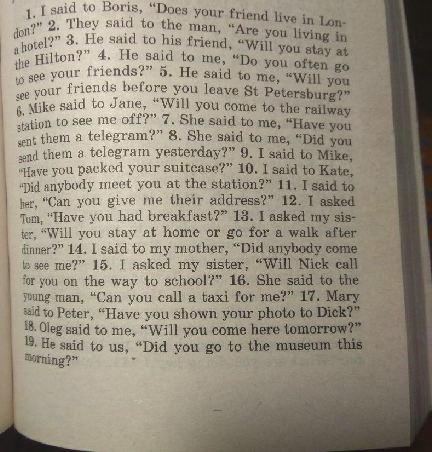 1. I said to Boris, “Does your friend live in Lon-
don?” 2. They said to the man, “Are you living in
a hotel?” 3. He said to his friend, “Will you stay at
the Hilton?” 4. He said to me, “Do you often go
to see your friends?” 5. He said to me, “Will you
see your friends before you leave St Petersburg?”
6. Mike said to Jane, “Will you come to the railway
station to see me off?” 7. She said to me, “Have you
sent them a telegram?” 8. She said to me, “Did you
send them a telegram yesterday?” 9. I said to Mike,
“Have you packed your suitcase?” 10. I said to Kate,
“Did anybody meet you at the station?” 11. I said to
her, “Can you give me their address?” 12. I asked
Tom, “Have you had breakfast?” 13. I asked my sis-
ter, “Will you stay at home or go for a walk after
dinner?” 14. I said to my mother, “Did anybody come
to see me?” 15. I asked my sister, “Will Nick call
for you on the way to school?” 16. She said to the
young man, “Can you call a taxi for me?” 17. Mary
said to Peter, “Have you shown your photo to Dick?”
18. Oleg said to me, “Will you come here tomorrow?”
19. He said to us, “Did you go to the museum this
morning?”